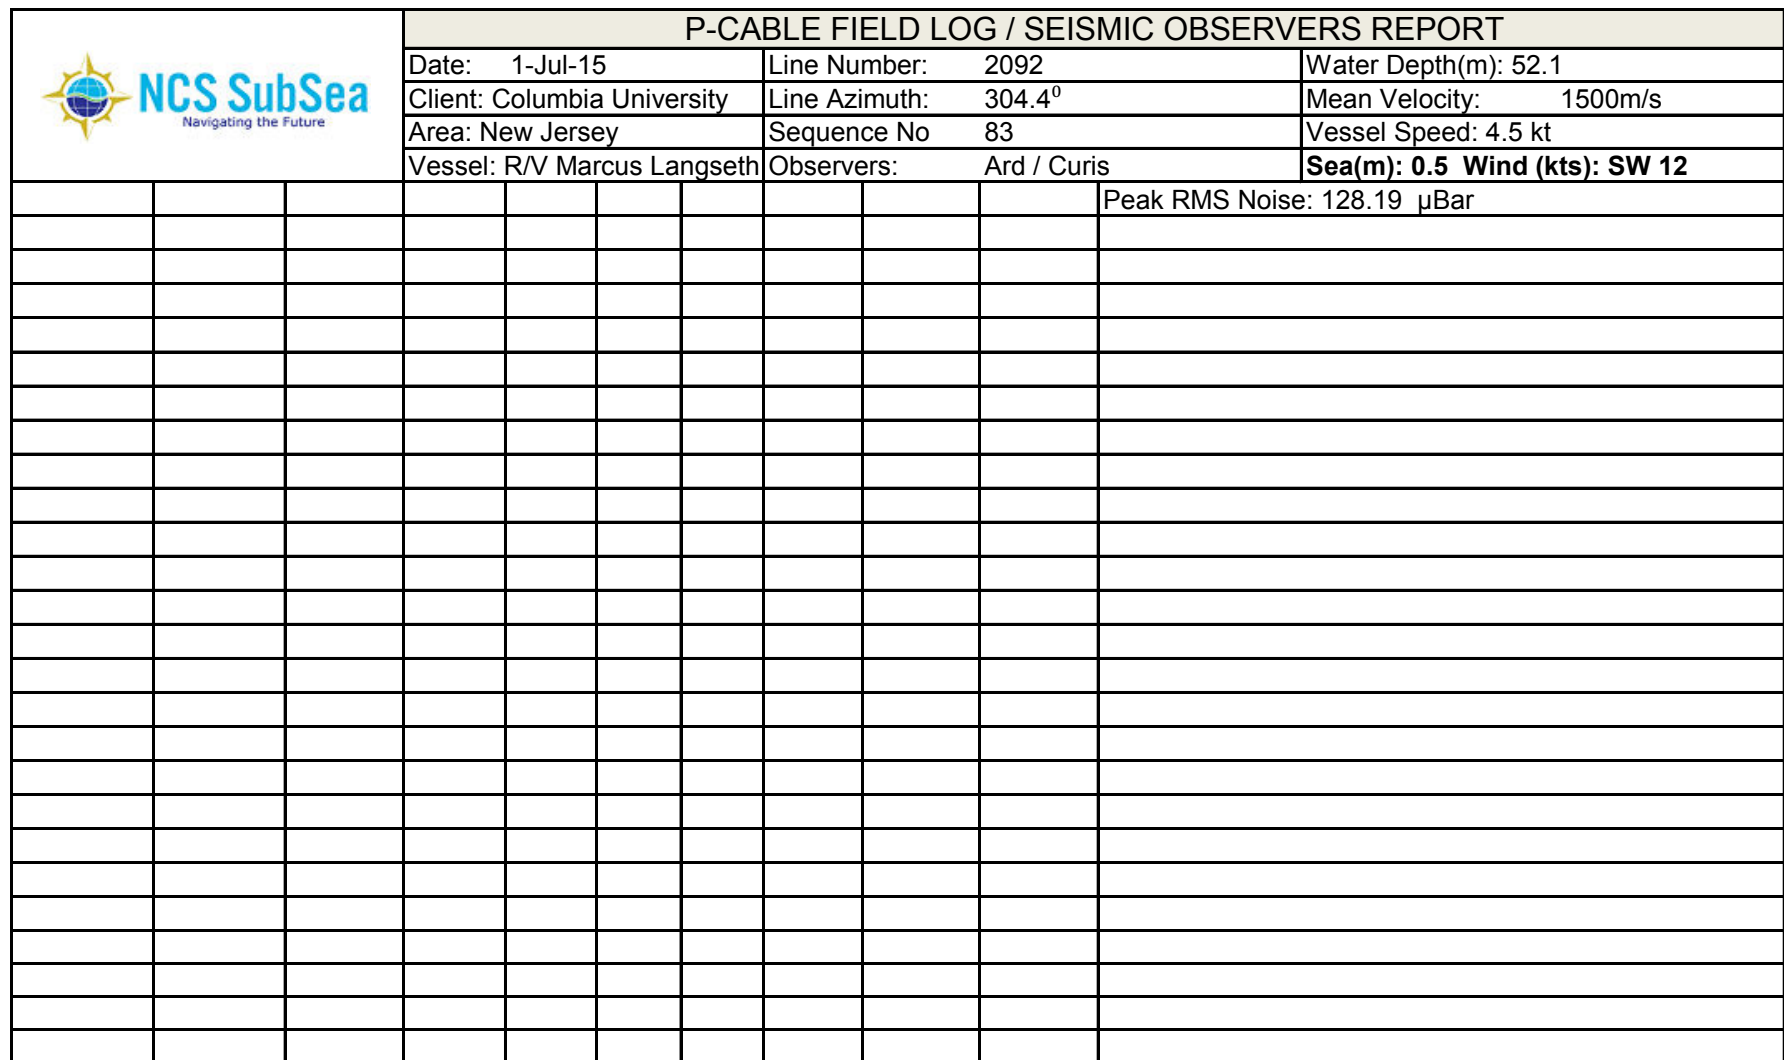 P-CABLE FIELD LOG / SEISMIC OBSERVERS REPORT
NCS SubSea
Navigating the Future
Date: 1-Jul-15 Line Number: 2092 Water Depth(m): 52.1
Client: Columbia University Line Azimuth: 304.4⁰ Mean Velocity: 1500m/s
Area: New Jersey Sequence No 83 Vessel Speed: 4.5 kt
Vessel: R/V Marcus Langseth Observers: Ard / Curis Sea(m): 0.5 Wind (kts): SW 12
Peak RMS Noise: 128.19 µBar